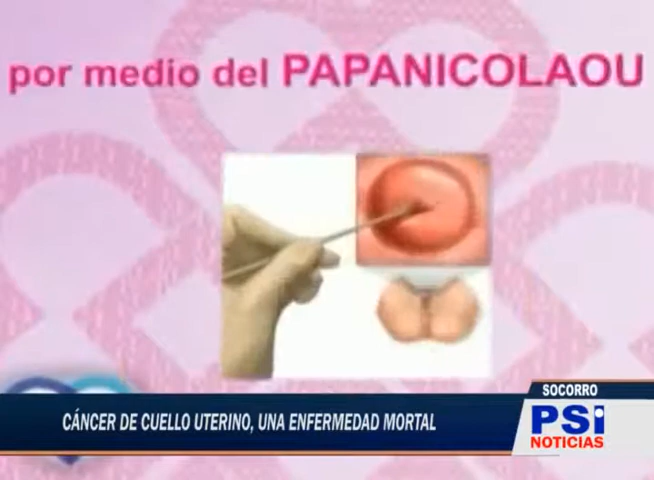 por medio del PAPANICOLAOU
SOCORRO
CÁNCER DE CUELLO UTERINO, UNA ENFERMEDAD MORTAL
PSi
NOTICIAS